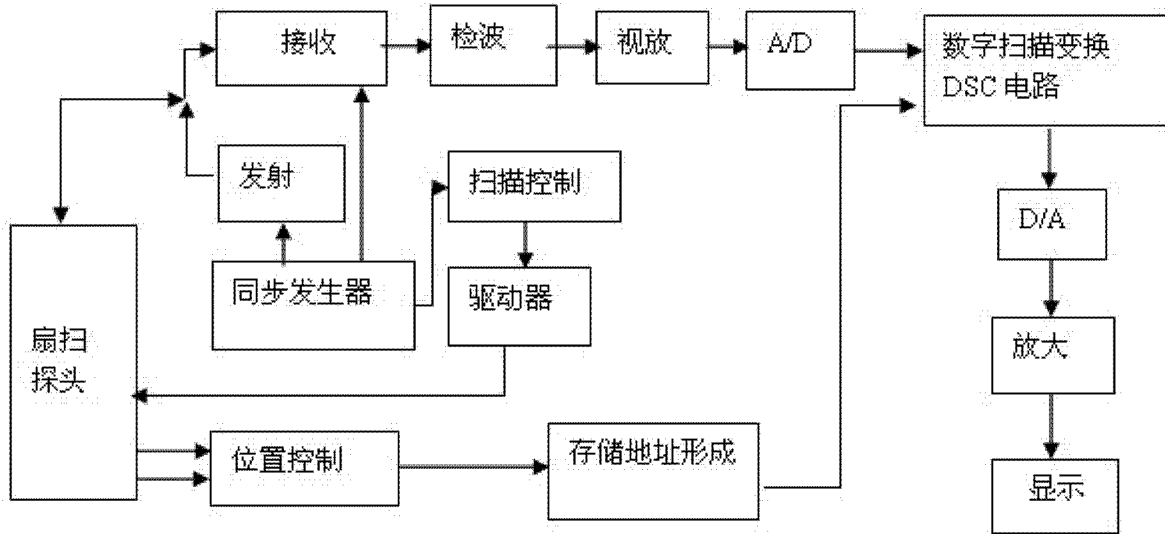 接收
检波
视放
A/D
数字扫描变换
DSC 电路
发射
扫描控制
D/A
同步发生器
驱动器
扇扫
探头
放大
位置控制
存储地址形成
显示